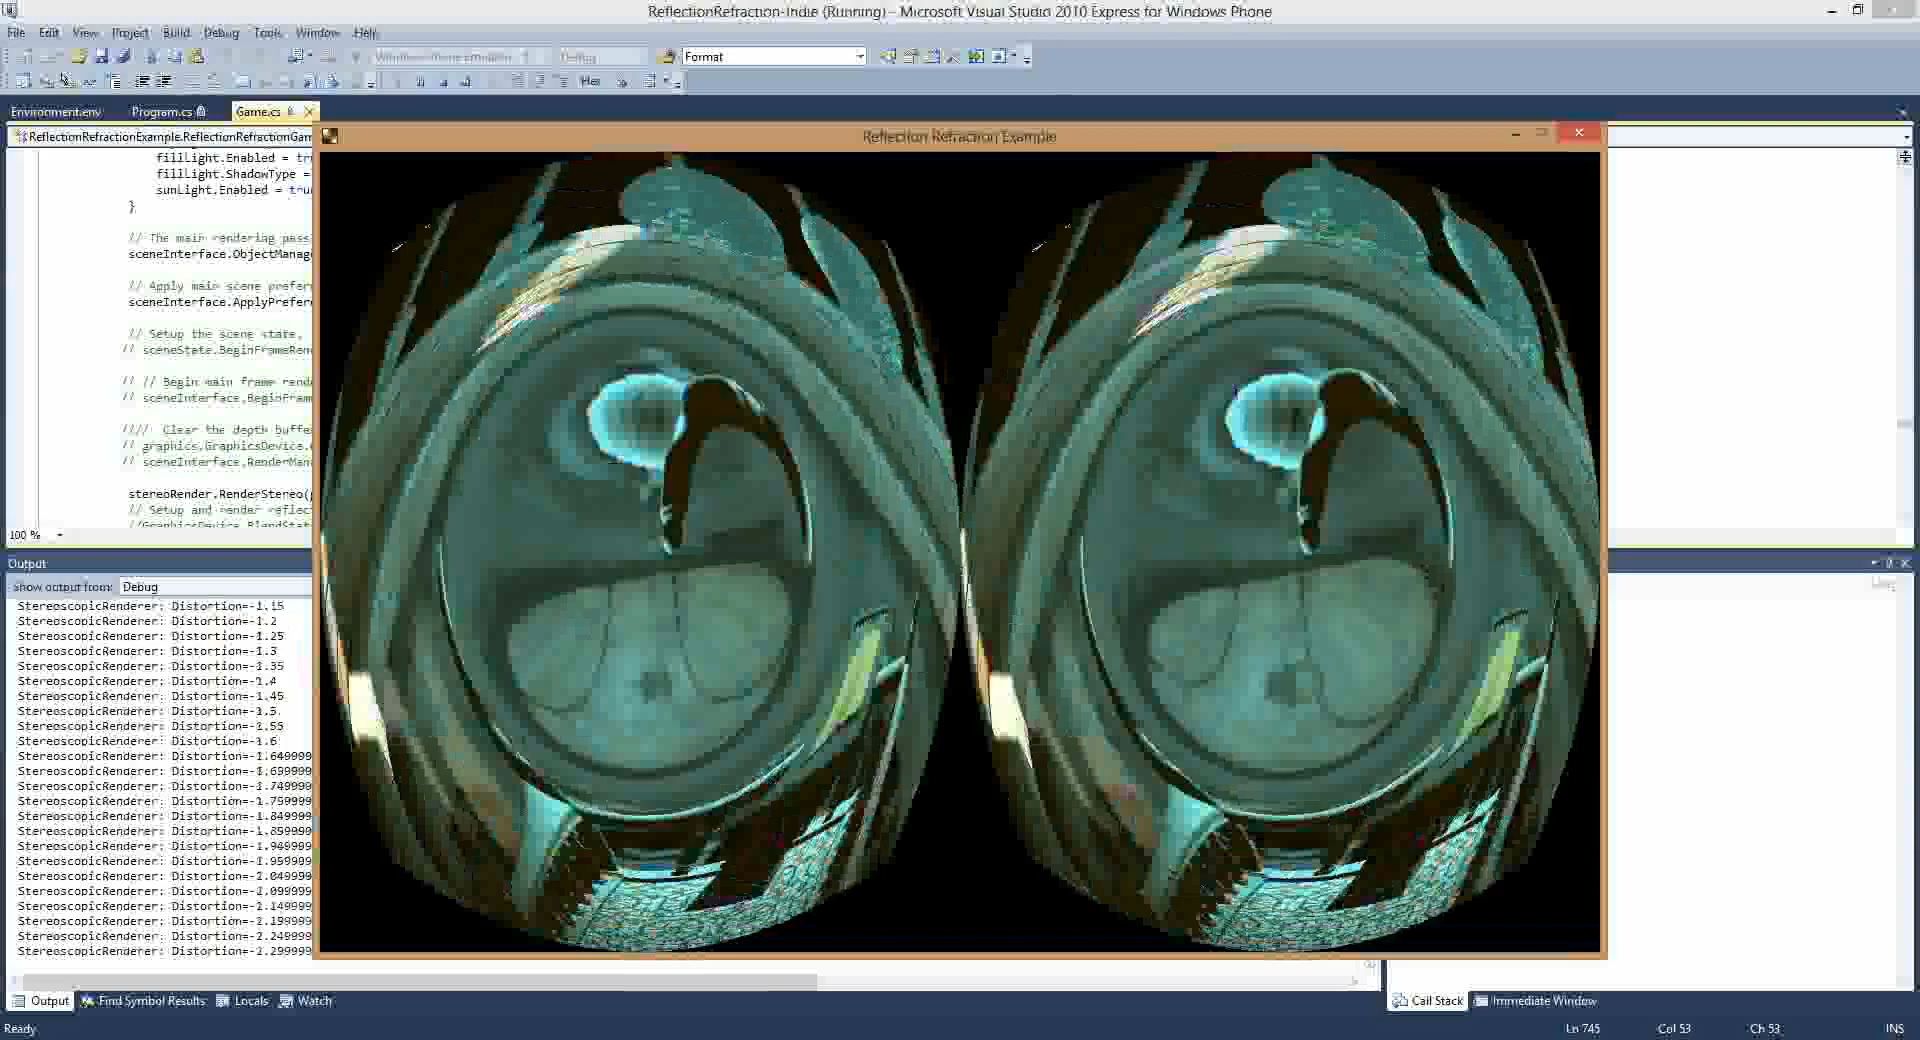 ReflectionRefraction-Indie (Running) - Microsoft Visual Studio 2010 Express for Windows Phone
File Edit View Project Build Debug Tools Window Help
Debug Format
Hex
Environment.env Program.cs Game.cs
ReflectionRefractionExample.ReflectionRefractionGam
Reflection Refraction Example
fillLight.Enabled = tru
fillLight.ShadowType =
sunLight.Enabled = true
}
// The main rendering pass
sceneInterface.ObjectManage
// Apply main scene prefer
sceneInterface.ApplyPrefer
// Setup the scene state.
// sceneState.BeginFrameRen
// // Begin main frame rend
// sceneInterface.BeginFram
//// Clear the depth buffe
// graphics.GraphicsDevice.
// sceneInterface.RenderMan
stereoRender.RenderStereo(
// Setup and render reflec
//GraphicsDevice.BlendStat
100 %
Output
Show output from: Debug
StereoscopicRenderer: Distortion=-1.15
StereoscopicRenderer: Distortion=-1.2
StereoscopicRenderer: Distortion=-1.25
StereoscopicRenderer: Distortion=-1.3
StereoscopicRenderer: Distortion=-1.35
StereoscopicRenderer: Distortion=-1.4
StereoscopicRenderer: Distortion=-1.45
StereoscopicRenderer: Distortion=-1.5
StereoscopicRenderer: Distortion=-1.55
StereoscopicRenderer: Distortion=-1.6
StereoscopicRenderer: Distortion=-1.649999
StereoscopicRenderer: Distortion=-1.699999
StereoscopicRenderer: Distortion=-1.749999
StereoscopicRenderer: Distortion=-1.799999
StereoscopicRenderer: Distortion=-1.849999
StereoscopicRenderer: Distortion=-1.899999
StereoscopicRenderer: Distortion=-1.949999
StereoscopicRenderer: Distortion=-1.999999
StereoscopicRenderer: Distortion=-2.049999
StereoscopicRenderer: Distortion=-2.099999
StereoscopicRenderer: Distortion=-2.149999
StereoscopicRenderer: Distortion=-2.199999
StereoscopicRenderer: Distortion=-2.249999
StereoscopicRenderer: Distortion=-2.299999
Output Find Symbol Results Locals Watch Call Stack Immediate Window
Ready Ln 745 Col 53 Ch 53 INS